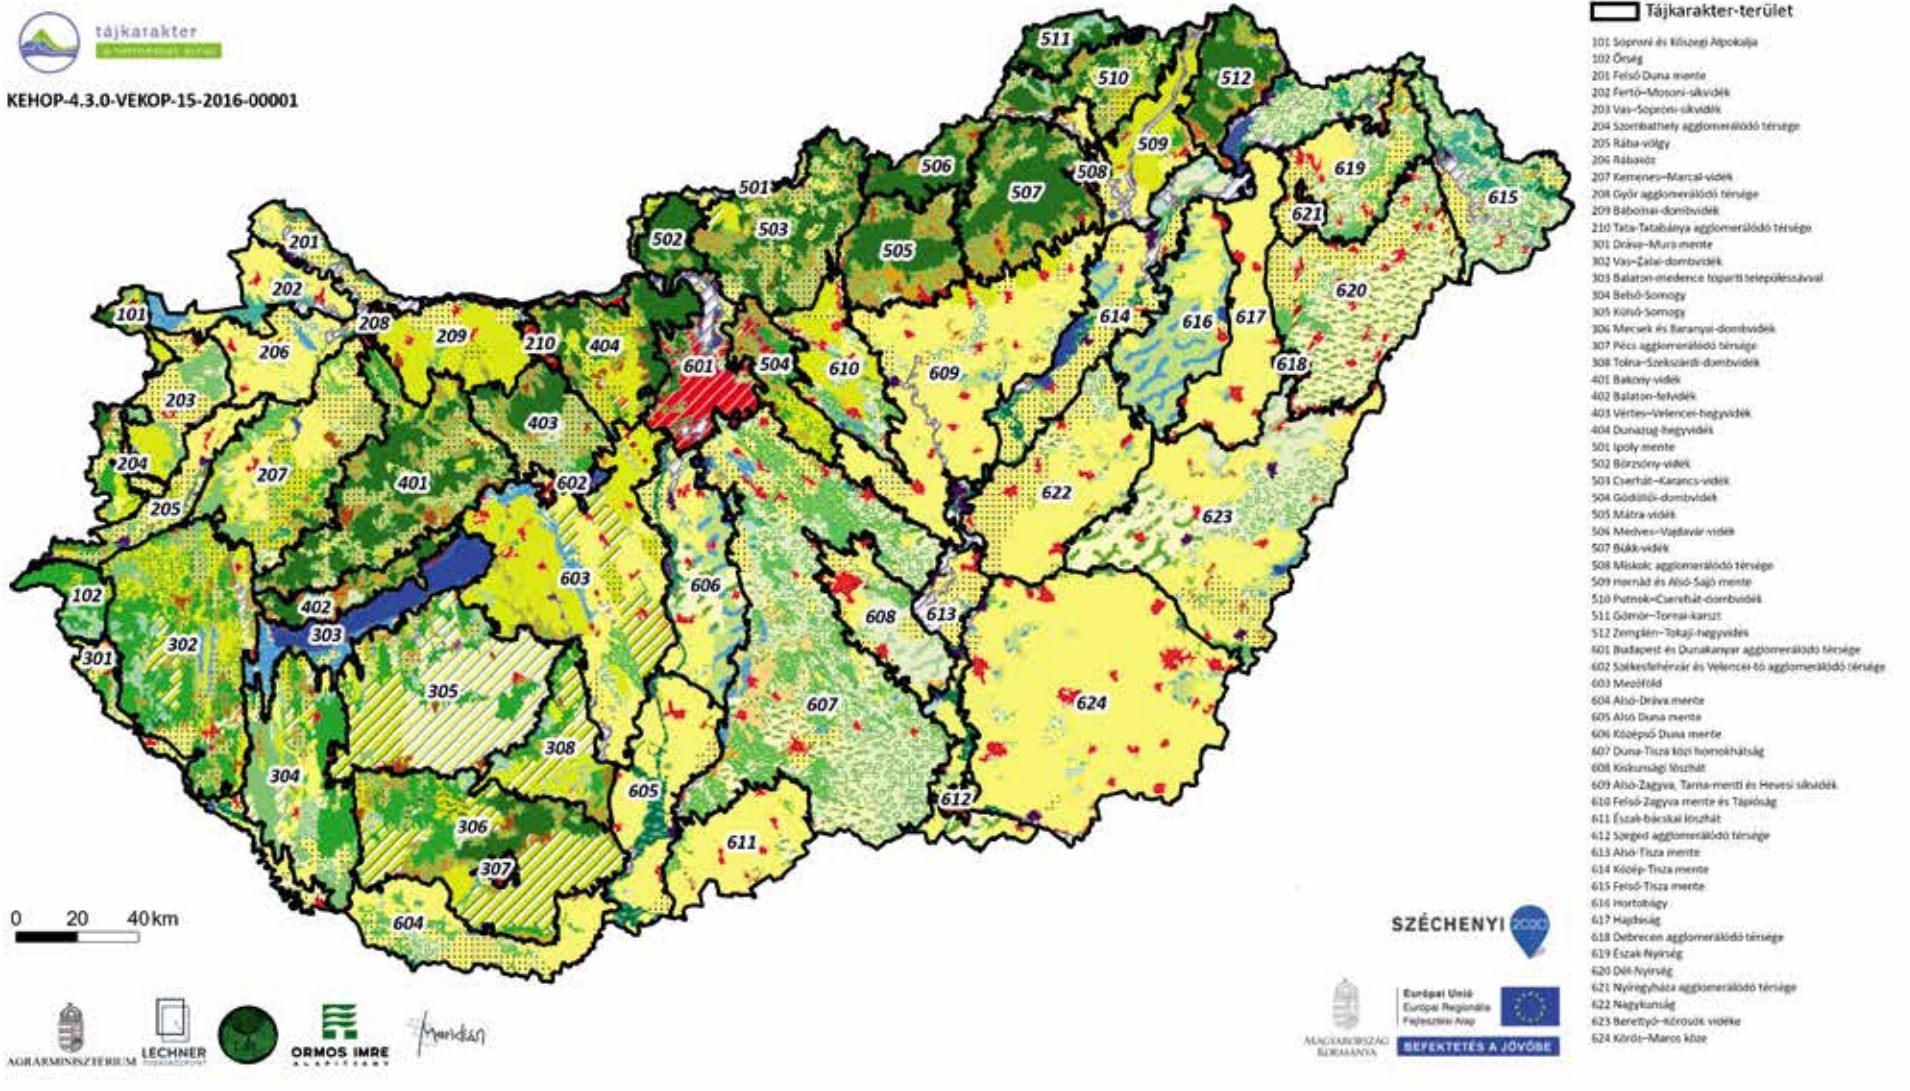 tájkarakter
a természet arcai
KEHOP-4.3.0-VEKOP-15-2016-00001
Tájkarakter-terület
101 Soproni és Kőszegi Alpokalja
102 Őrség
201 Felső Duna mente
202 Fertő–Mosoni-síkvidék
203 Vas–Soproni-síkvidék
204 Szombathely agglomerálódó térsége
205 Rába-völgy
206 Rábaköz
207 Kemenes–Marcal-vidék
208 Győr agglomerálódó térsége
209 Bábolnai-dombvidék
210 Tata-Tatabánya agglomerálódó térsége
301 Dráva–Mura mente
302 Vas–Zalai-dombvidék
303 Balaton-medence tóparti településsávval
304 Belső-Somogy
305 Külső-Somogy
306 Mecsek és Baranyai-dombvidék
307 Pécs agglomerálódó térsége
308 Tolna–Szekszárdi-dombvidék
401 Bakony-vidék
402 Balaton-felvidék
403 Vértes–Velencei-hegyvidék
404 Dunazug-hegyvidék
501 Ipoly mente
502 Börzsöny-vidék
503 Cserhát–Karancs-vidék
504 Gödöllői-dombvidék
505 Mátra-vidék
506 Medves–Vajdavár-vidék
507 Bükk-vidék
508 Miskolc agglomerálódó térsége
509 Hernád és Alsó-Sajó mente
510 Putnok–Cserehát-dombvidék
511 Gömör–Tornai-karszt
512 Zemplén–Tokaji-hegyvidék
601 Budapest és Dunakanyar agglomerálódó térsége
602 Székesfehérvár és Velencei-tó agglomerálódó térsége
603 Mezőföld
604 Alsó-Dráva mente
605 Alsó Duna mente
606 Középső Duna mente
607 Duna-Tisza közi homokhátság
608 Kiskunsági löszhát
609 Alsó-Zagyva, Tarna-menti és Hevesi síkvidék
610 Felső-Zagyva mente és Tápióság
611 Észak-bácskai löszhát
612 Szeged agglomerálódó térsége
613 Alsó-Tisza mente
614 Közép-Tisza mente
615 Felső-Tisza mente
616 Hortobágy
617 Hajdúság
618 Debrecen agglomerálódó térsége
619 Észak-Nyírség
620 Dél-Nyírség
621 Nyíregyháza agglomerálódó térsége
622 Nagykunság
623 Berettyó–Körösök vidéke
624 Körös–Maros köze
511
510
512
509
506
508
507
619
615
621
501
502
503
505
201
202
620
101
208
209
210
404
206
614
616
617
601
504
610
609
618
203
403
204
207
401
602
622
205
623
603
606
102
402
303
608
613
302
301
305
607
624
308
304
605
612
306
611
307
604
0 20 40 km
SZÉCHENYI 2020
AGRÁRMINISZTÉRIUM
LECHNER
TUDÁSKÖZPONT
ORMOS IMRE
ALAPÍTVÁNY
Meridián
MAGYARORSZÁG
KORMÁNYA
Európai Unió
Európai Regionális
Fejlesztési Alap
BEFEKTETÉS A JÖVŐBE